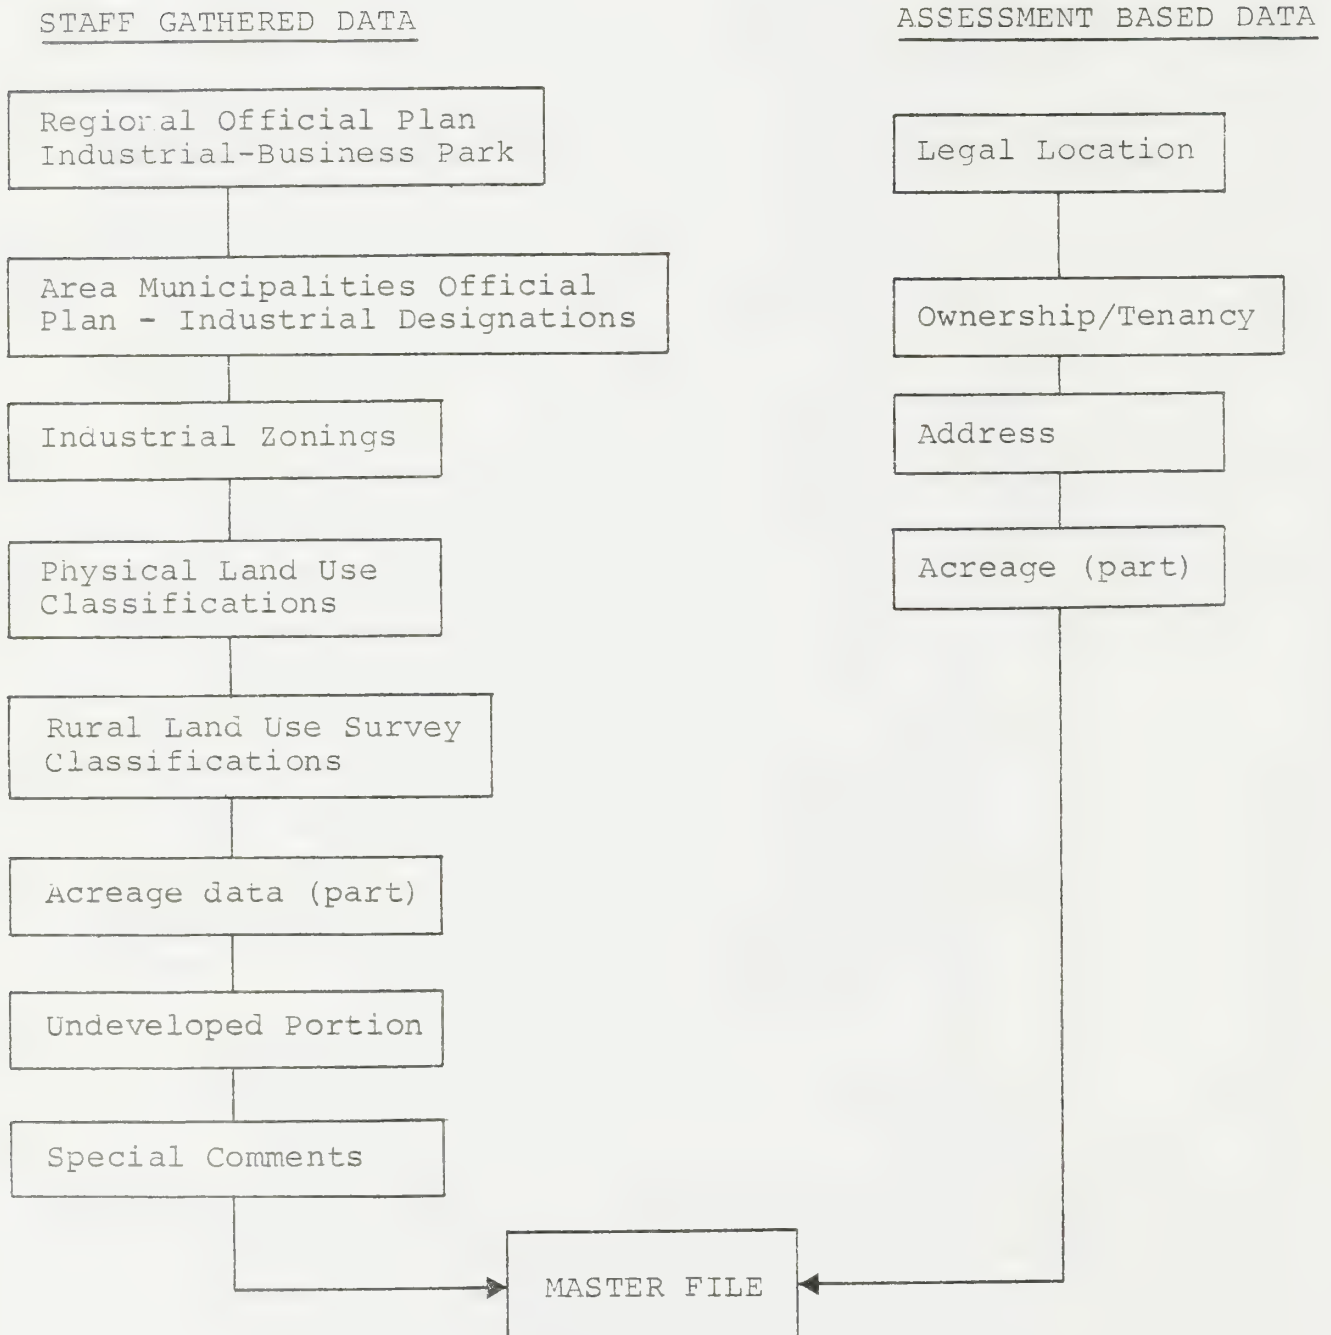 STAFF GATHERED DATA
Regional Official Plan
Industrial-Business Park
Area Municipalities Official
Plan - Industrial Designations
Industrial Zonings
Physical Land Use
Classifications
Rural Land Use Survey
Classifications
Acreage data (part)
Undeveloped Portion
Special Comments
ASSESSMENT BASED DATA
Legal Location
Ownership/Tenancy
Address
Acreage (part)
MASTER FILE